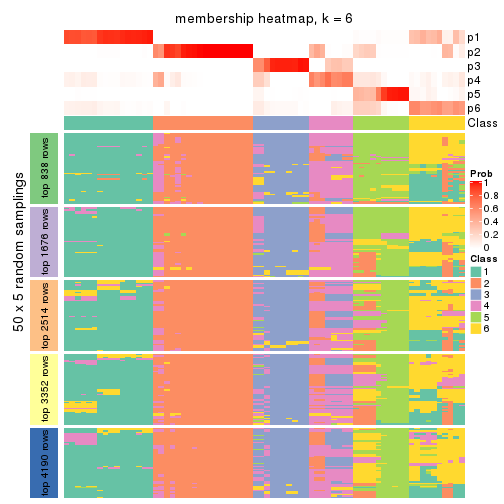 membership heatmap, k = 6
p1
p2
p3
p4
p5
p6
Class
50 x 5 random samplings
top 838 rows
top 1676 rows
top 2514 rows
top 3352 rows
top 4190 rows
Prob
1
0.8
0.6
0.4
0.2
0
Class
1
2
3
4
5
6